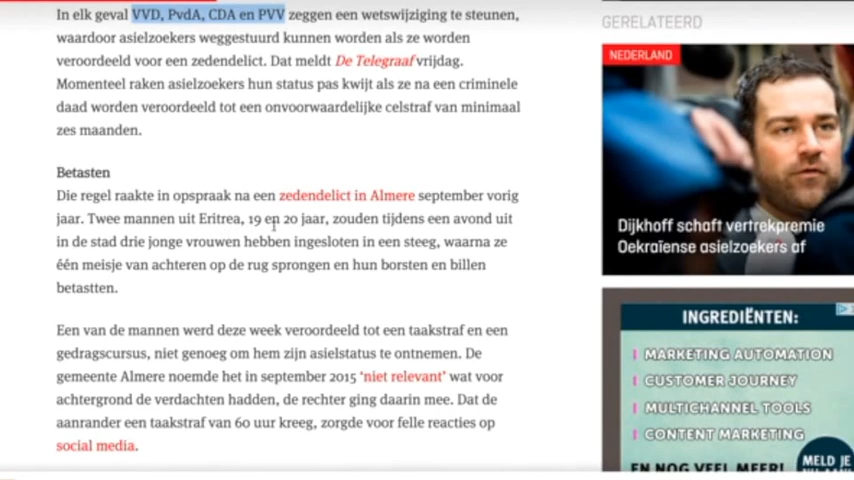 In elk geval VVD, PvdA, CDA en PVV zeggen een wetswijziging te steunen,
waardoor asielzoekers weggestuurd kunnen worden als ze worden
veroordeeld voor een zedendelict. Dat meldt De Telegraaf vrijdag.
Momenteel raken asielzoekers hun status pas kwijt als ze na een criminele
daad worden veroordeeld tot een onvoorwaardelijke celstraf van minimaal
zes maanden.
Betasten
Die regel raakte in opspraak na een zedendelict in Almere september vorig
jaar. Twee mannen uit Eritrea, 19 en 20 jaar, zouden tijdens een avond uit
in de stad drie jonge vrouwen hebben ingesloten in een steeg, waarna ze
één meisje van achteren op de rug sprongen en hun borsten en billen
betastten.
Een van de mannen werd deze week veroordeeld tot een taakstraf en een
gedragscursus, niet genoeg om hem zijn asielstatus te ontnemen. De
gemeente Almere noemde het in september 2015 ‘niet relevant’ wat voor
achtergrond de verdachten hadden, de rechter ging daarin mee. Dat de
aanrander een taakstraf van 60 uur kreeg, zorgde voor felle reacties op
social media.
GERELATEERD
NEDERLAND
Dijkhoff schaft vertrekpremie
Oekraïense asielzoekers af
INGREDIËNTEN:
MARKETING AUTOMATION
CUSTOMER JOURNEY
MULTICHANNEL TOOLS
CONTENT MARKETING
EN NOG VEEL MEER!
MELD JE